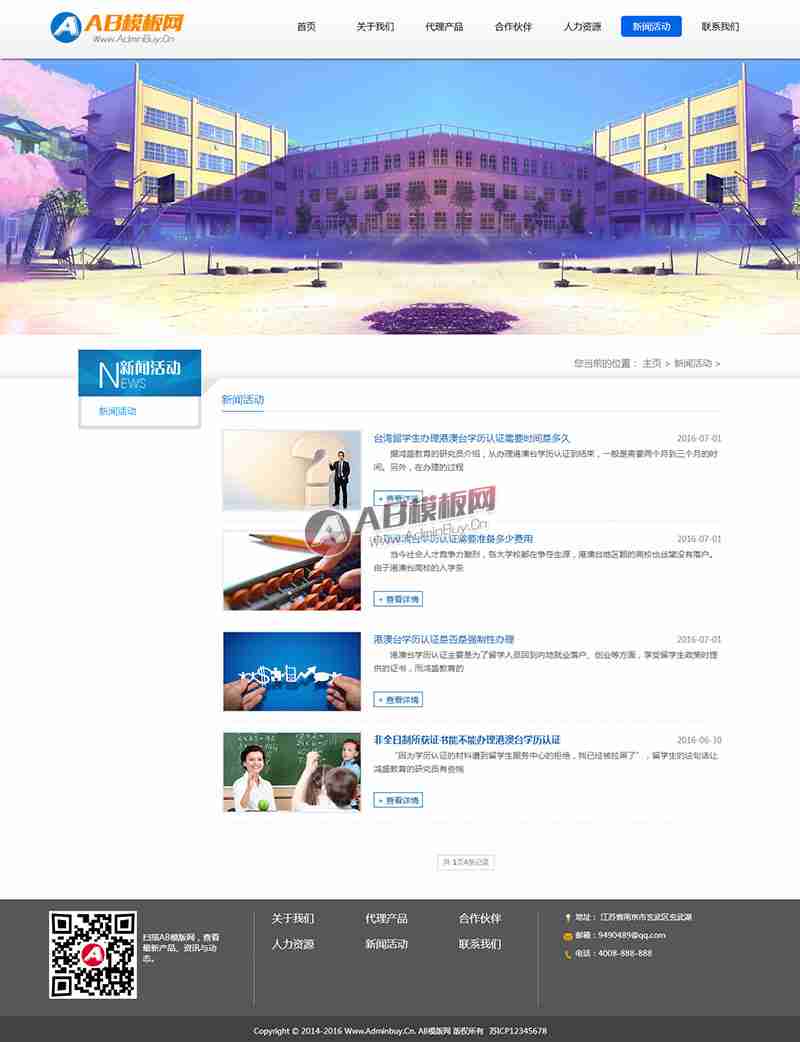 AB模板网
Www.AdminBuy.Cn
首页
关于我们
代理产品
合作伙伴
人力资源
新闻活动
联系我们
新闻活动
NEWS
新闻活动
您当前的位置： 主页 > 新闻活动 >
新闻活动
台湾留学生办理港澳台学历认证需要时间是多久
2016-07-01
据鸿盛教育的研究员介绍，从办理港澳台学历认证到结束，一般是需要两个月到三个月的时
间。另外，在办理的过程
+ 查看详情
AB模板网
Www.AdminBuy.Cn
港澳台学历认证需要准备多少费用
2016-07-01
当今社会人才竞争力激烈，各大学校都在争夺生源，港澳台地区额的高校也丝毫没有落户。
由于港澳台高校的入学条
+ 查看详情
港澳台学历认证是否是强制性办理
2016-07-01
港澳台学历认证主要是为了留学人员回到内地就业落户、创业等方面，享受留学生政策时提
供的证书，而鸿盛教育的
+ 查看详情
非全日制所获证书能不能办理港澳台学历认证
2016-06-30
“因为学历认证的材料遭到留学生服务中心的拒绝，我已经被拉黑了”，留学生的这句话让
鸿盛教育的研究员有些惋
+ 查看详情
共 1页4条记录
扫描AB模版网，查看
最新产品、资讯与动
态。
关于我们
代理产品
合作伙伴
人力资源
新闻活动
联系我们
地址： 江苏省南京市玄武区玄武湖
邮箱：9490489@qq.com
电话：4008-888-888
Copyright © 2014-2016 Www.Adminbuy.Cn. AB模板网 版权所有 苏ICP12345678